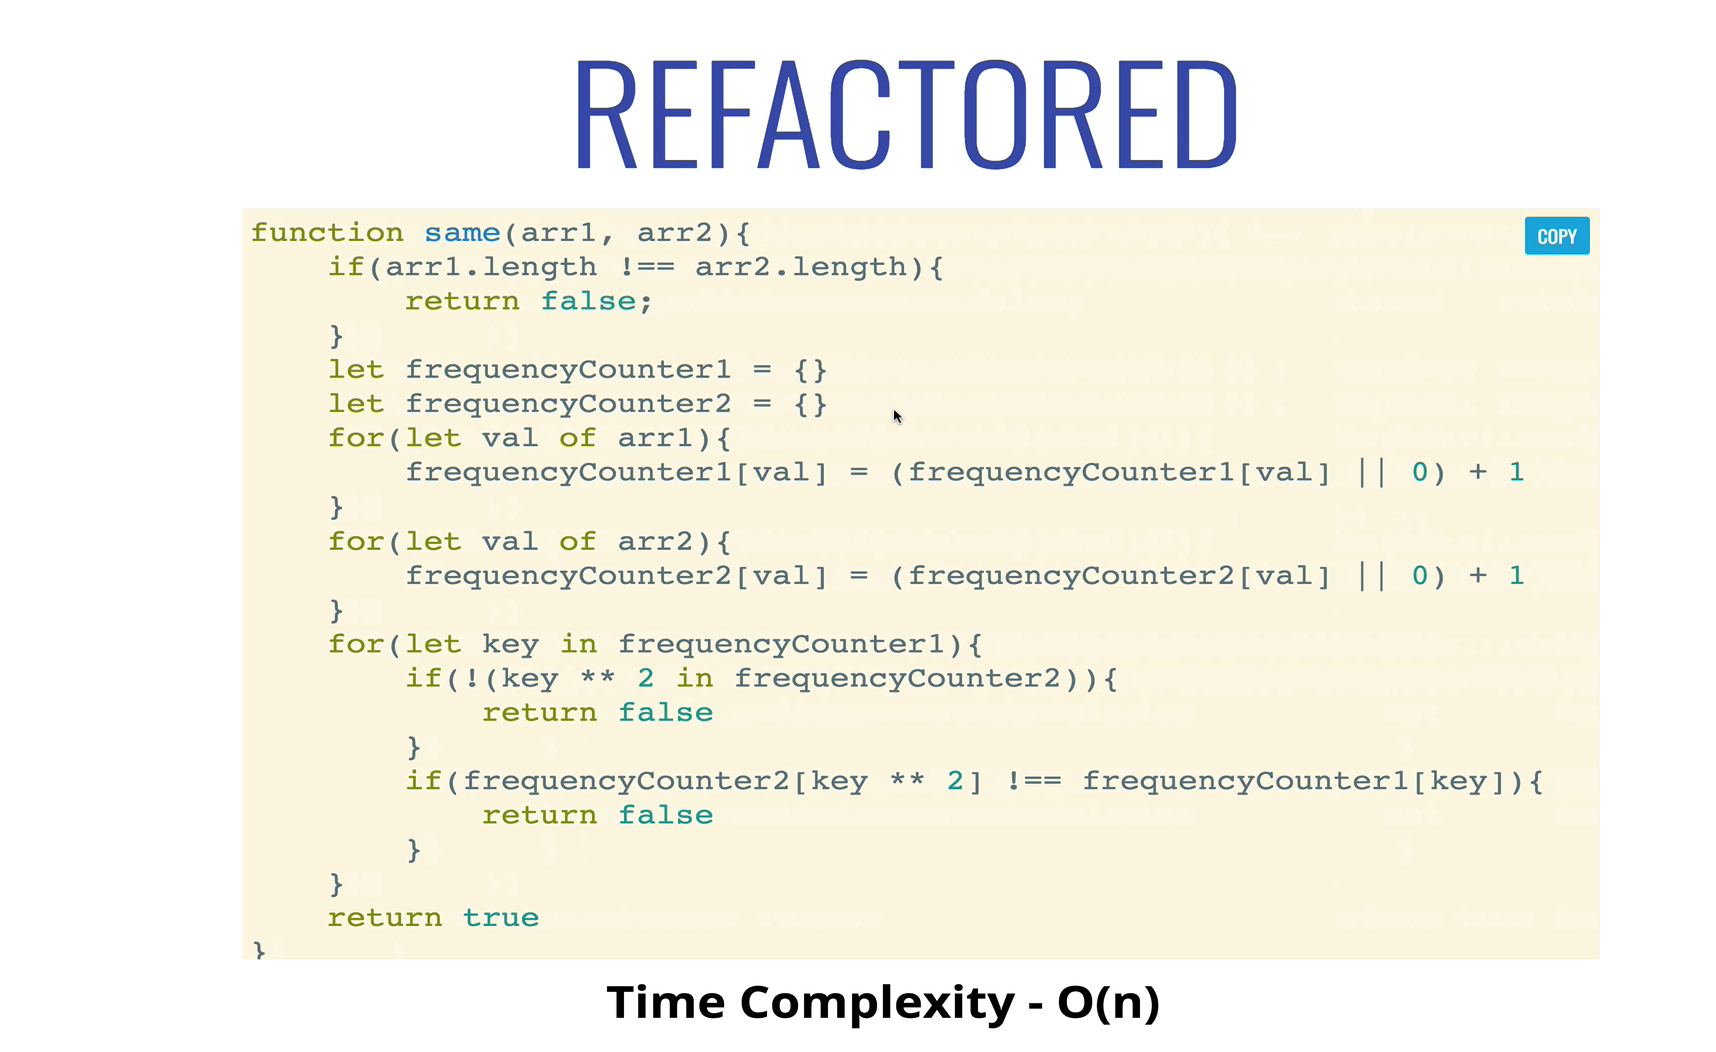 REFACTORED
function same(arr1, arr2){
COPY
    if(arr1.length !== arr2.length){
        return false;
    }
    let frequencyCounter1 = {}
    let frequencyCounter2 = {}
    for(let val of arr1){
        frequencyCounter1[val] = (frequencyCounter1[val] || 0) + 1
    }
    for(let val of arr2){
        frequencyCounter2[val] = (frequencyCounter2[val] || 0) + 1
    }
    for(let key in frequencyCounter1){
        if(!(key ** 2 in frequencyCounter2)){
            return false
        }
        if(frequencyCounter2[key ** 2] !== frequencyCounter1[key]){
            return false
        }
    }
    return true
}
Time Complexity - O(n)